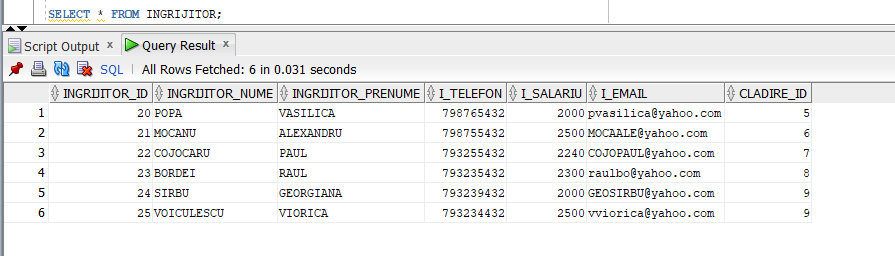 SELECT * FROM INGRIJITOR;
Script Output × Query Result ×
SQL | All Rows Fetched: 6 in 0.031 seconds
INGRIJITOR_ID INGRIJITOR_NUME INGRIJITOR_PRENUME I_TELEFON I_SALARIU I_EMAIL CLADIRE_ID
1 20 POPA VASILICA 798765432 2000 pvasilica@yahoo.com 5
2 21 MOCANU ALEXANDRU 798755432 2500 MOCAALE@yahoo.com 6
3 22 COJOCARU PAUL 793255432 2240 COJOPAUL@yahoo.com 7
4 23 BORDEI RAUL 793235432 2300 raulbo@yahoo.com 8
5 24 SIRBU GEORGIANA 793239432 2000 GEOSIRBU@yahoo.com 9
6 25 VOICULESCU VIORICA 793234432 2500 vviorica@yahoo.com 9